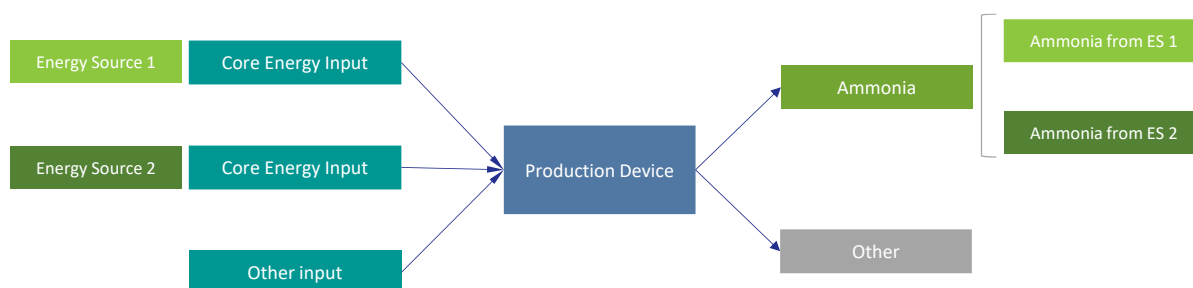 Energy Source 1
Core Energy Input
Energy Source 2
Core Energy Input
Other input
Production Device
Ammonia
Other
Ammonia from ES 1
Ammonia from ES 2